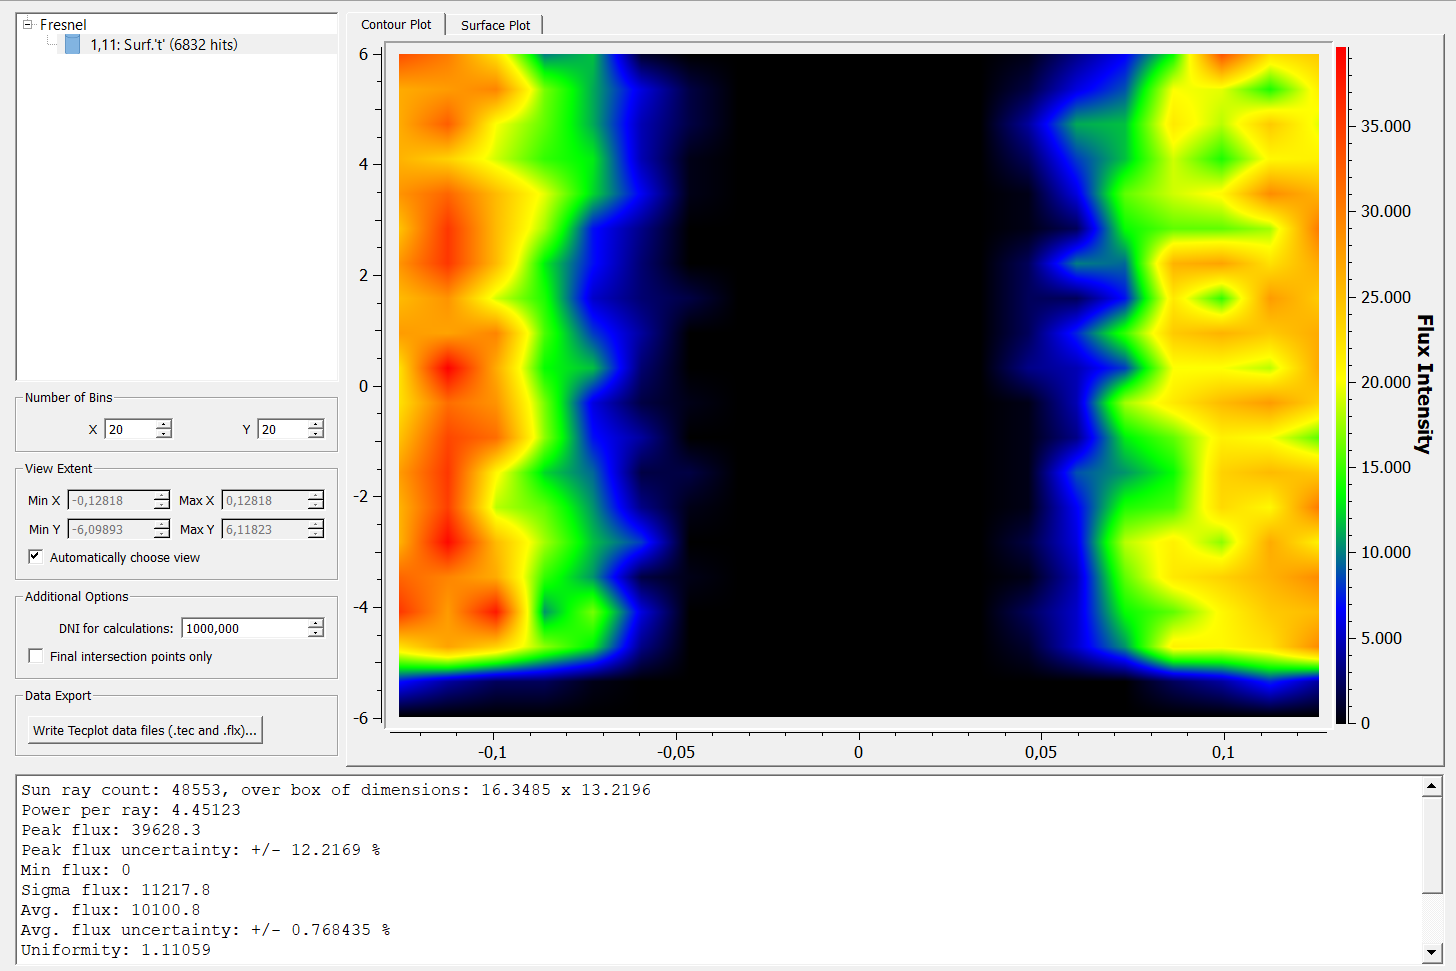 Fresnel
1,11: Surf.'t' (6832 hits)
Number of Bins
X 20 Y 20
View Extent
Min X -0,12818 Max X 0,12818
Min Y -6,09893 Max Y 6,11823
Automatically choose view
Additional Options
DNI for calculations: 1000,000
Final intersection points only
Data Export
Write Tecplot data files (.tec and .flx)...
Contour Plot Surface Plot
6
4
2
0
-2
-4
-6
-0,1 -0,05 0 0,05 0,1
35.000
30.000
25.000
20.000
15.000
10.000
5.000
0
Flux Intensity
Sun ray count: 48553, over box of dimensions: 16.3485 x 13.2196
Power per ray: 4.45123
Peak flux: 39628.3
Peak flux uncertainty: +/- 12.2169 %
Min flux: 0
Sigma flux: 11217.8
Avg. flux: 10100.8
Avg. flux uncertainty: +/- 0.768435 %
Uniformity: 1.11059